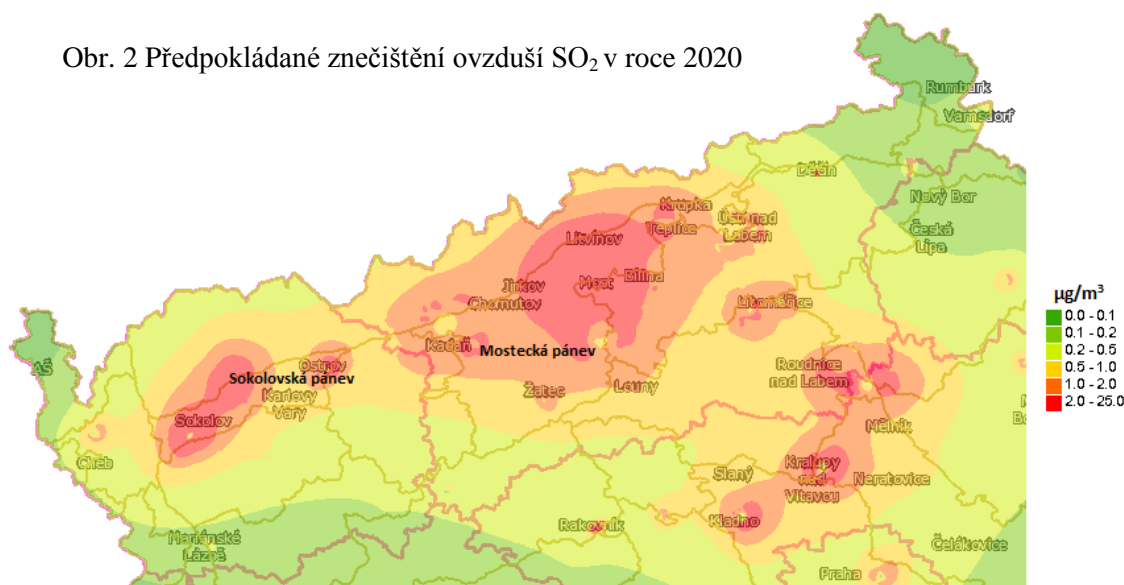 Obr. 2 Předpokládané znečištění ovzduší SO₂ v roce 2020
Rumburk
Varnsdorf
Děčín
Nový Bor
Krupka
Teplice
Ústí nad
Labem
Česká
Lípa
Litvínov
Most
Bílina
Jirkov
Chomutov
Litoměřice
Kadaň
Mostecká pánev
Roudnice
nad Labem
Aš
Ostrov
Sokolovská pánev
Karlovy
Vary
Žatec
Louny
Sokolov
Mělník
Cheb
Slaný
Kralupy
nad
Vltavou
Neratovice
Kladno
Rakovník
Mariánské
Lázně
Čelákovice
Praha
µg/m³
0.0 - 0.1
0.1 - 0.2
0.2 - 0.5
0.5 - 1.0
1.0 - 2.0
2.0 - 25.0